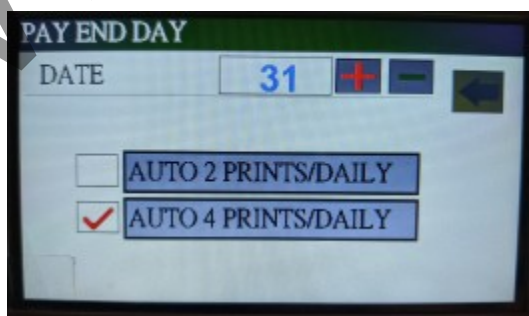 PAY END DAY
DATE 31 + -
AUTO 2 PRINTS/DAILY
AUTO 4 PRINTS/DAILY